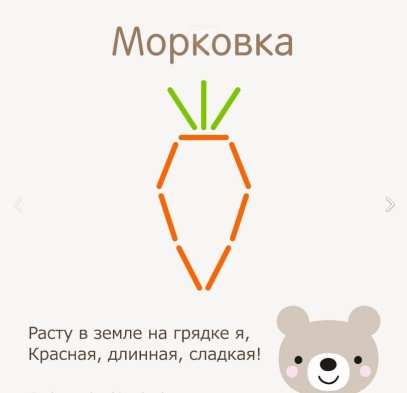 Морковка
Расту в земле на грядке я,
Красная, длинная, сладкая!